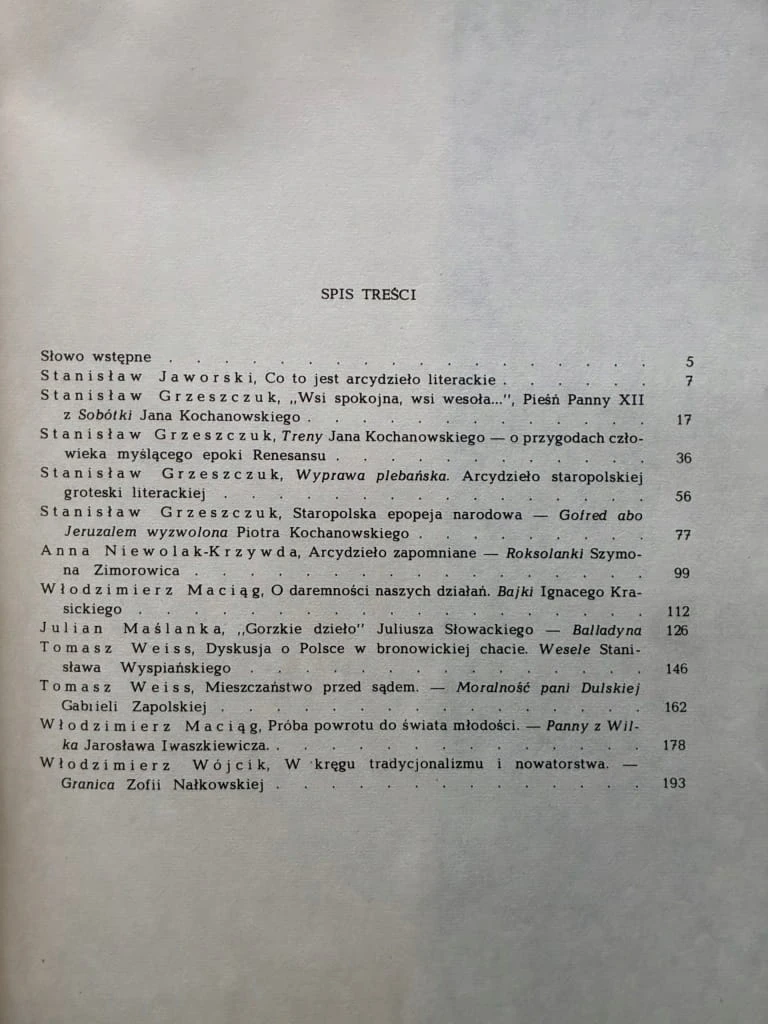 SPIS TREŚCI
Słowo wstępne . . . . . . . . . . . . . . . . . . 5
Stanisław Jaworski, Co to jest arcydzieło literackie . . . . . . 7
Stanisław Grzeszczuk, „Wsi spokojna, wsi wesoła...", Pieśń Panny XII
z Sobótki Jana Kochanowskiego . . . . . . . . . . . . . 17
Stanisław Grzeszczuk, Treny Jana Kochanowskiego — o przygodach czło-
wieka myślącego epoki Renesansu . . . . . . . . . . . . 36
Stanisław Grzeszczuk, Wyprawa plebańska. Arcydzieło staropolskiej
groteski literackiej . . . . . . . . . . . . . . . . 56
Stanisław Grzeszczuk, Staropolska epopeja narodowa — Gofred abo
Jeruzalem wyzwolona Piotra Kochanowskiego . . . . . . . . . 77
Anna Niewolak-Krzywda, Arcydzieło zapomniane — Roksolanki Szymo-
na Zimorowica . . . . . . . . . . . . . . . . . 99
Włodzimierz Maciąg, O daremności naszych działań. Bajki Ignacego Kra-
sickiego . . . . . . . . . . . . . . . . . . . 112
Julian Maślanka, „Gorzkie dzieło" Juliusza Słowackiego — Balladyna 126
Tomasz Weiss, Dyskusja o Polsce w bronowickiej chacie. Wesele Stani-
sława Wyspiańskiego . . . . . . . . . . . . . . . 146
Tomasz Weiss, Mieszczaństwo przed sądem. — Moralność pani Dulskiej
Gabrieli Zapolskiej . . . . . . . . . . . . . . . . 162
Włodzimierz Maciąg, Próba powrotu do świata młodości. — Panny z Wil-
ka Jarosława Iwaszkiewicza. . . . . . . . . . . . . . . 178
Włodzimierz Wójcik, W kręgu tradycjonalizmu i nowatorstwa. —
Granica Zofii Nałkowskiej . . . . . . . . . . . . . . 193